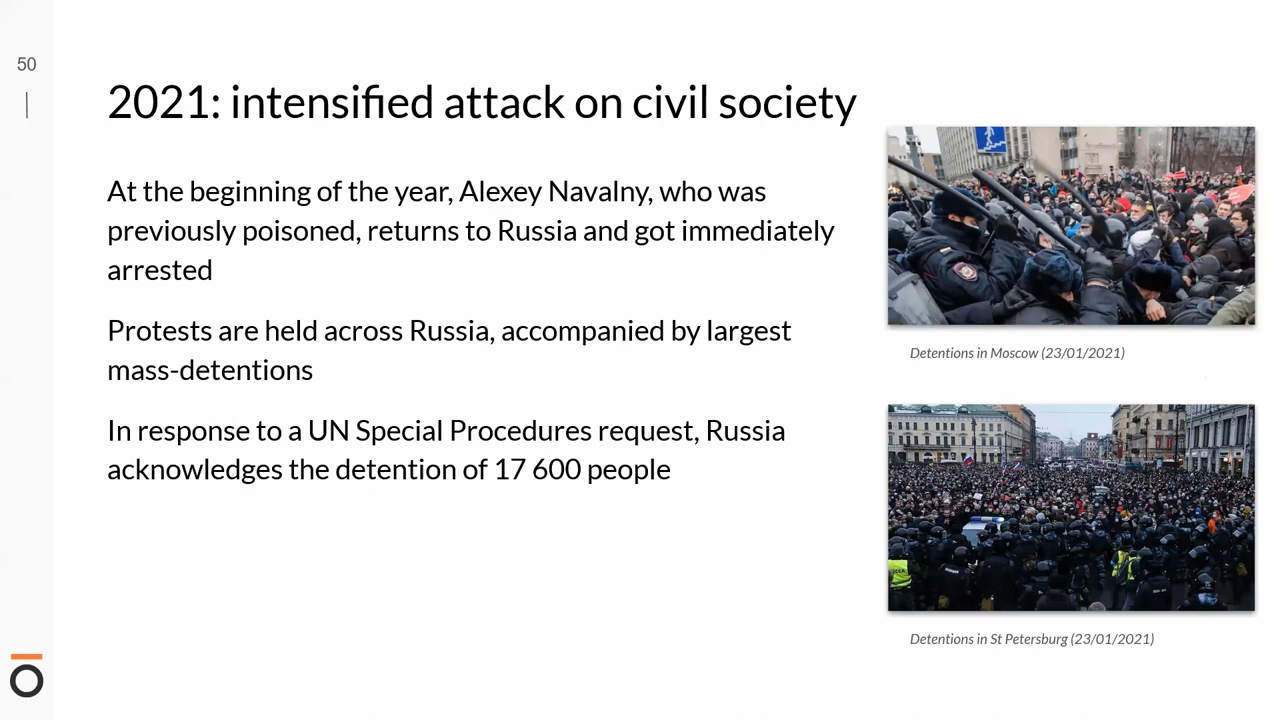 50
2021: intensified attack on civil society
At the beginning of the year, Alexey Navalny, who was
previously poisoned, returns to Russia and got immediately
arrested
Protests are held across Russia, accompanied by largest
mass-detentions
In response to a UN Special Procedures request, Russia
acknowledges the detention of 17 600 people
Detentions in Moscow (23/01/2021)
Detentions in St Petersburg (23/01/2021)